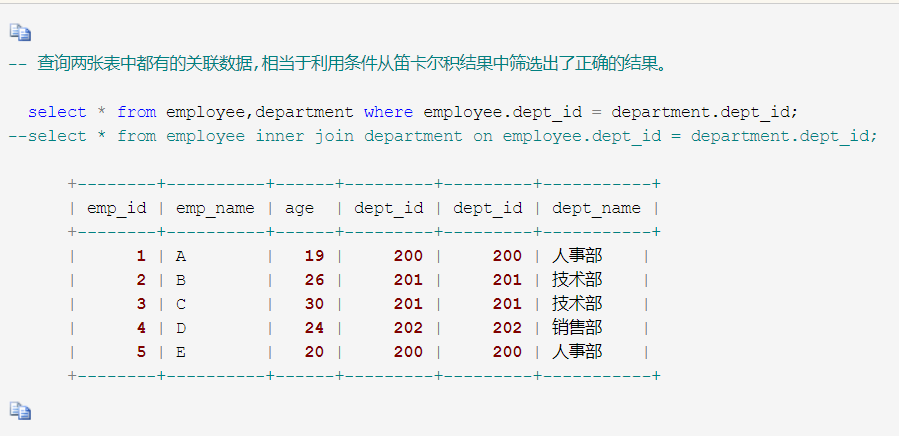 -- 查询两张表中都有的关联数据,相当于利用条件从笛卡尔积结果中筛选出了正确的结果。
select * from employee,department where employee.dept_id = department.dept_id;
--select * from employee inner join department on employee.dept_id = department.dept_id;
+--------+----------+------+---------+---------+-----------+
| emp_id | emp_name | age  | dept_id | dept_id | dept_name |
+--------+----------+------+---------+---------+-----------+
|      1 | A        |   19 |     200 |     200 | 人事部    |
|      2 | B        |   26 |     201 |     201 | 技术部    |
|      3 | C        |   30 |     201 |     201 | 技术部    |
|      4 | D        |   24 |     202 |     202 | 销售部    |
|      5 | E        |   20 |     200 |     200 | 人事部    |
+--------+----------+------+---------+---------+-----------+